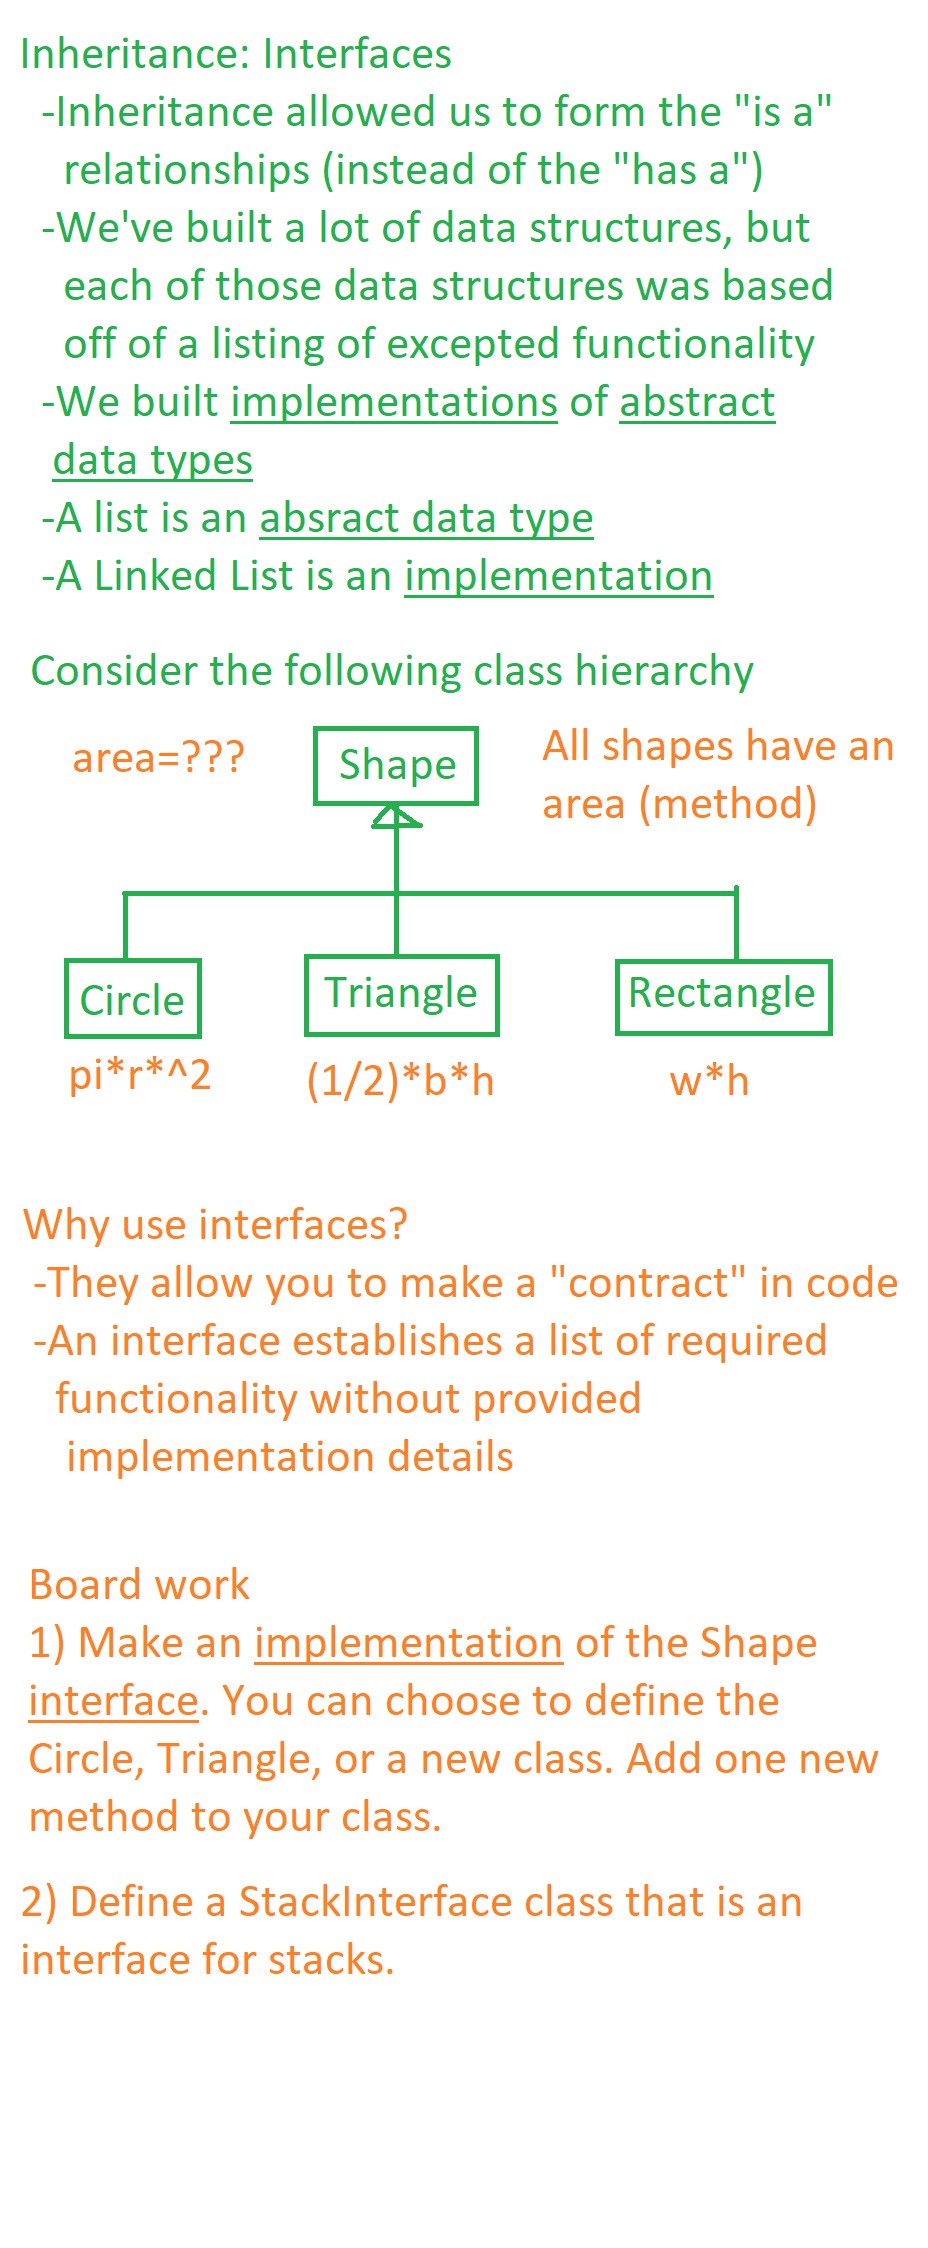 Inheritance: Interfaces
-Inheritance allowed us to form the "is a"
relationships (instead of the "has a")
-We've built a lot of data structures, but
each of those data structures was based
off of a listing of excepted functionality
-We built implementations of abstract
data types
-A list is an absract data type
-A Linked List is an implementation
Consider the following class hierarchy
area=???
Shape
All shapes have an
area (method)
Circle
Triangle
Rectangle
pi*r*^2
(1/2)*b*h
w*h
Why use interfaces?
-They allow you to make a "contract" in code
-An interface establishes a list of required
functionality without provided
implementation details
Board work
1) Make an implementation of the Shape
interface. You can choose to define the
Circle, Triangle, or a new class. Add one new
method to your class.
2) Define a StackInterface class that is an
interface for stacks.